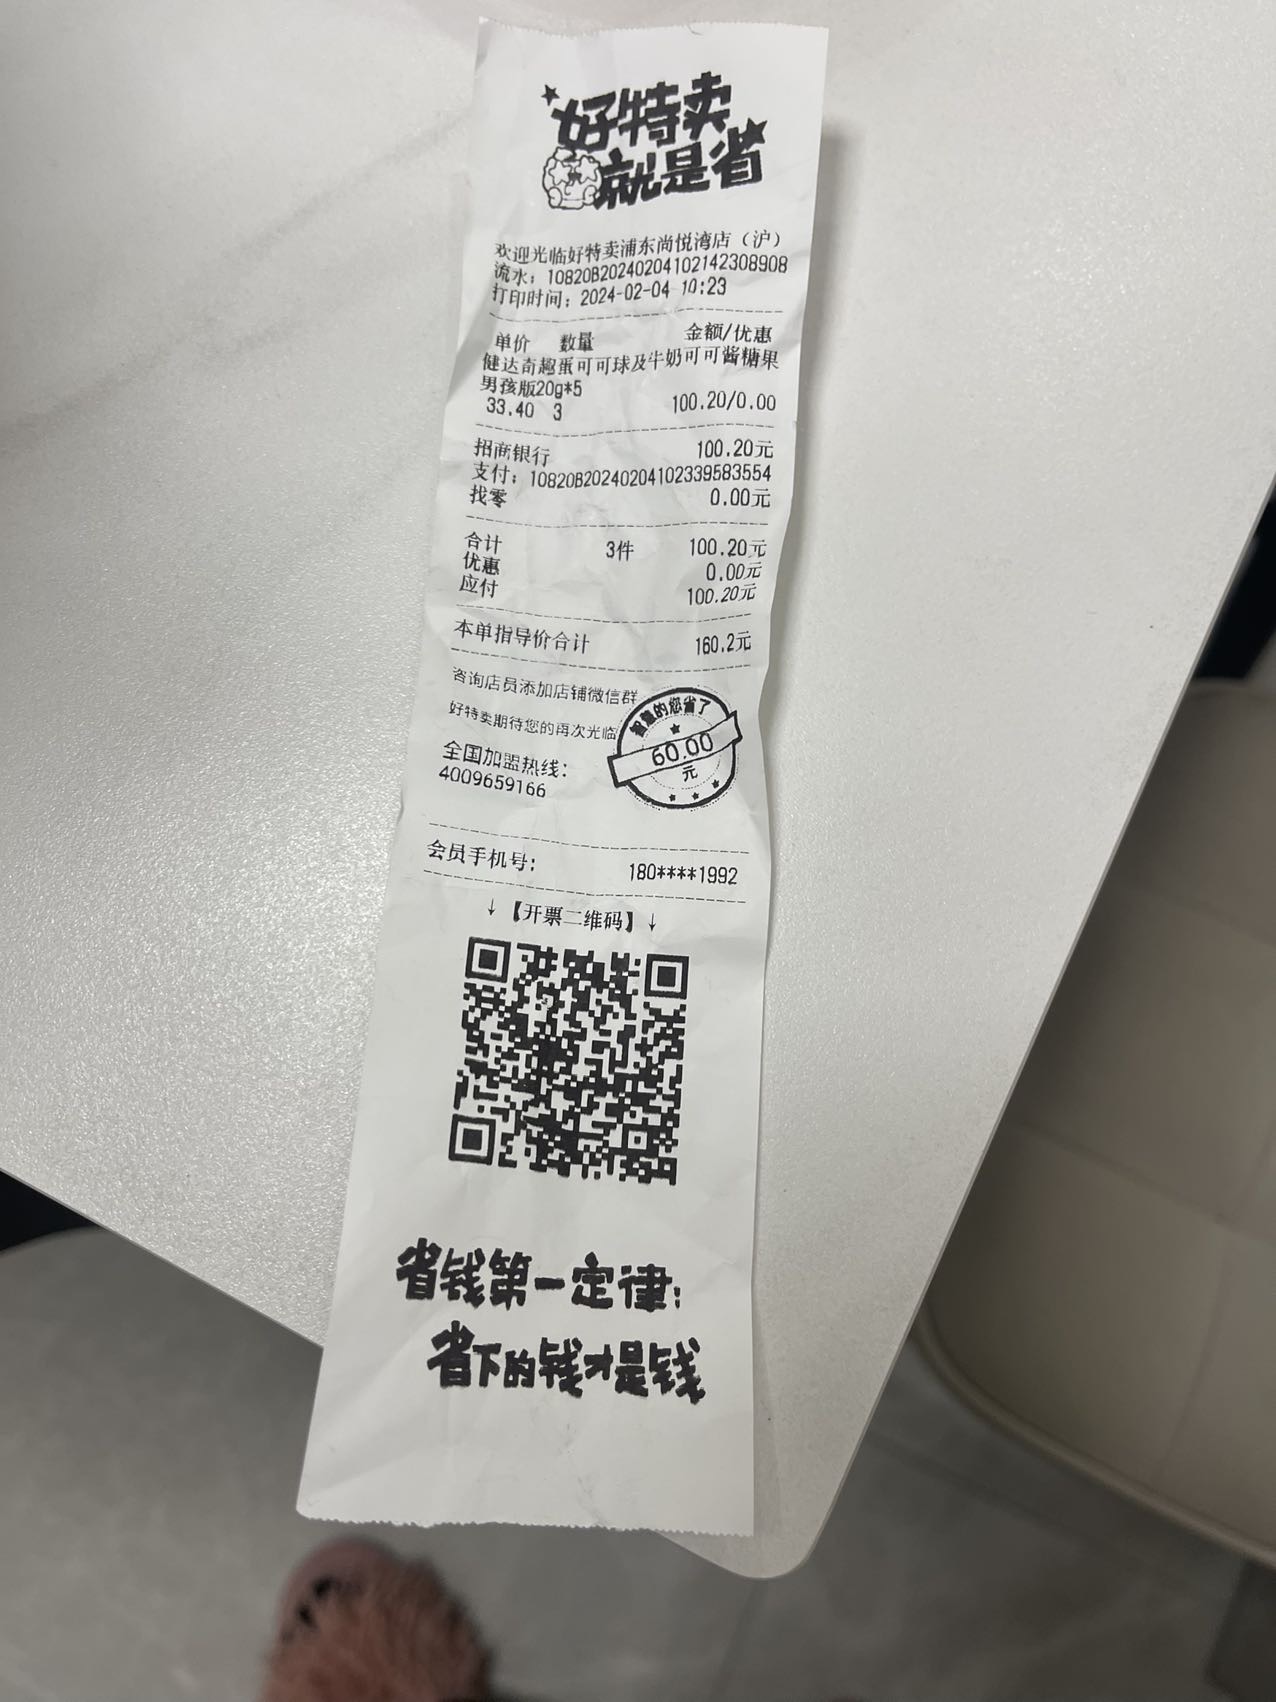 好特卖
就是省
欢迎光临好特卖浦东尚悦湾店（沪）
流水：10820B20240204102142308908
打印时间：2024-02-04 10:23
单价 数量 金额/优惠
健达奇趣蛋可可球及牛奶可可酱糖果
男孩版20g*5
33.40 3 100.20/0.00
招商银行 100.20元
支付：10820B20240204102339583554
找零 0.00元
合计 3件 100.20元
优惠 0.00元
应付 100.20元
本单指导价合计 160.2元
咨询店员添加店铺微信群
好特卖期待您的再次光临
智慧的您省了
60.00
元
全国加盟热线：
4009659166
会员手机号： 180****1992
↓【开票二维码】↓
省钱第一定律：
省下的钱才是钱